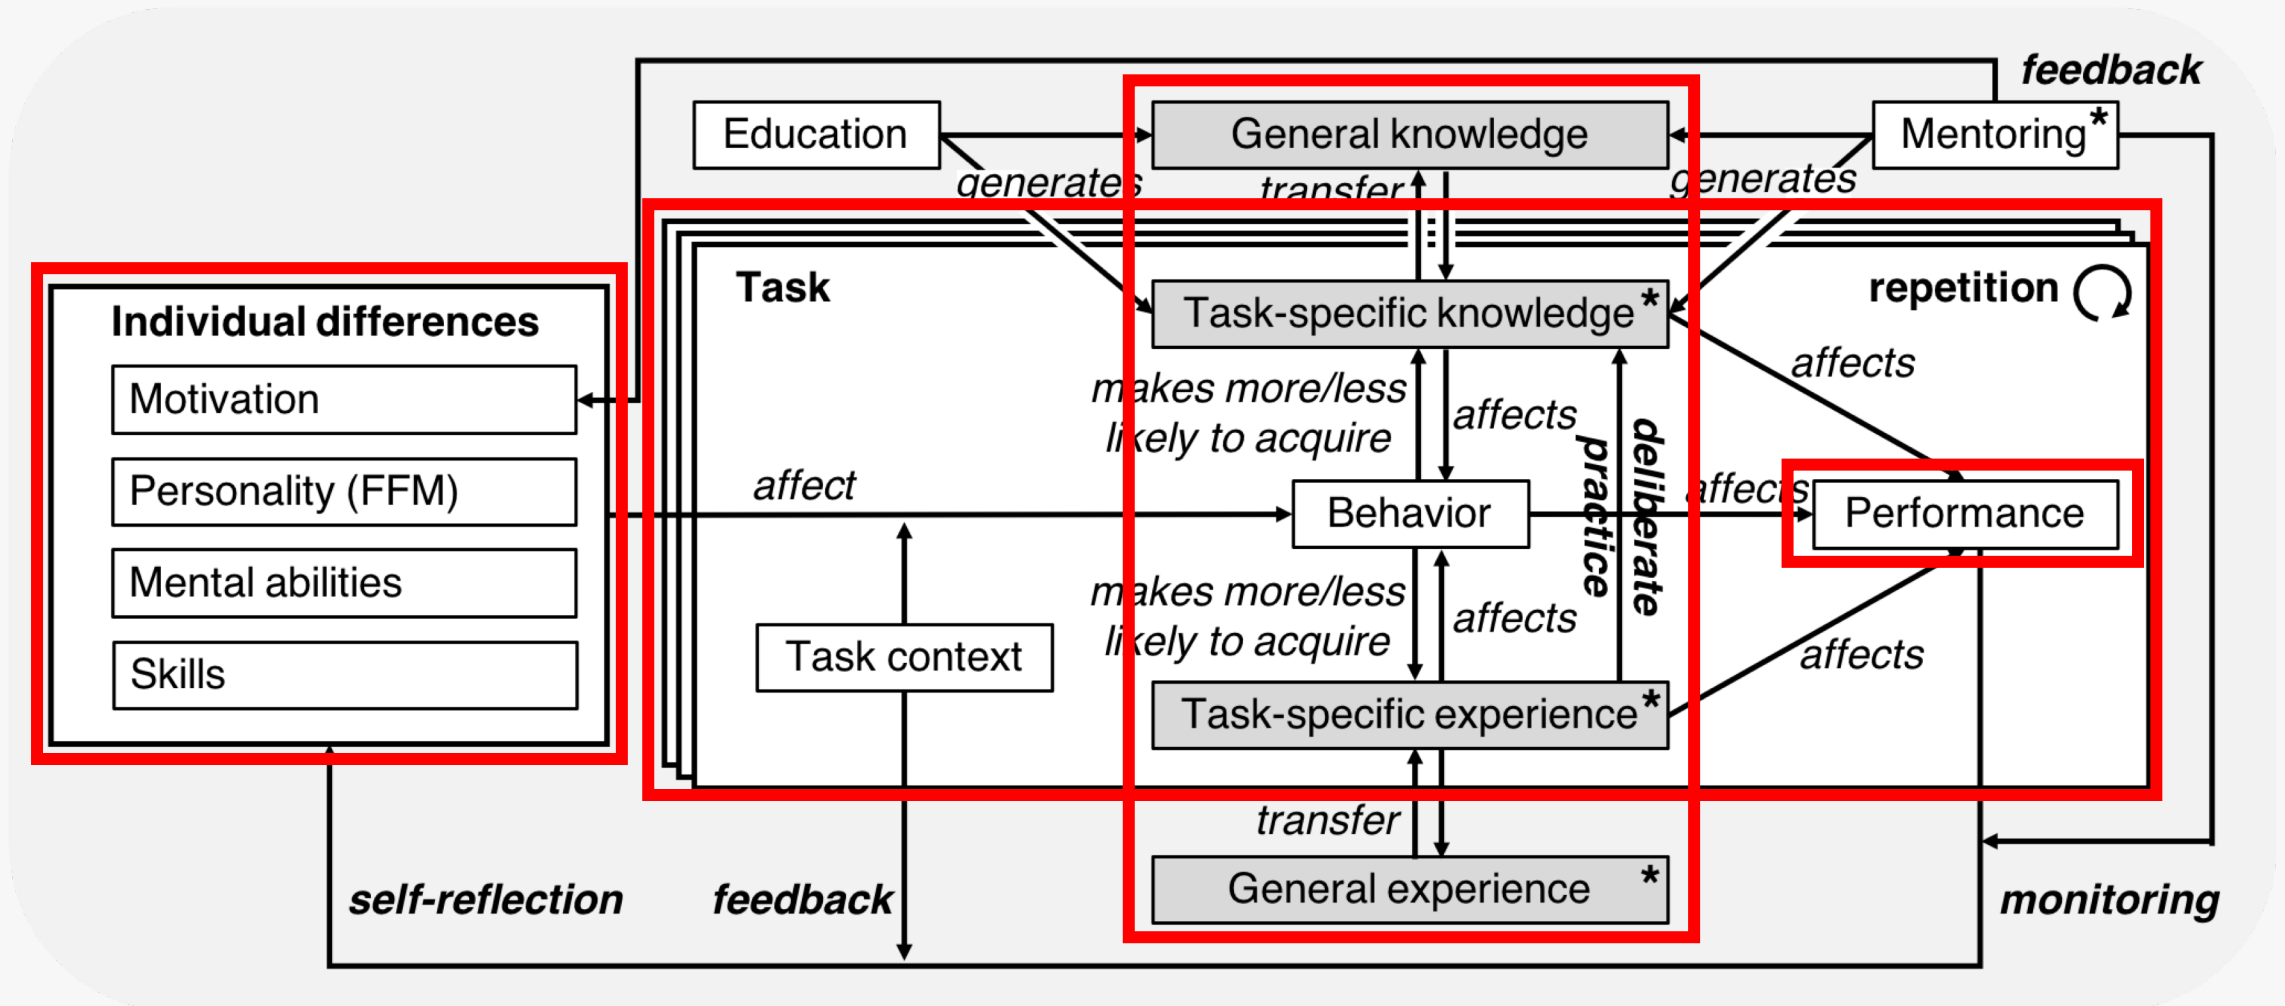 feedback
Education
General knowledge
Mentoring*
generates
transfer
generates
Task
repetition
Task-specific knowledge*
Individual differences
Motivation
Personality (FFM)
Mental abilities
Skills
makes more/less
likely to acquire
affects
affects
deliberate
practice
affect
Behavior
affects
Performance
makes more/less
likely to acquire
affects
affects
Task context
Task-specific experience*
transfer
General experience*
self-reflection
feedback
monitoring